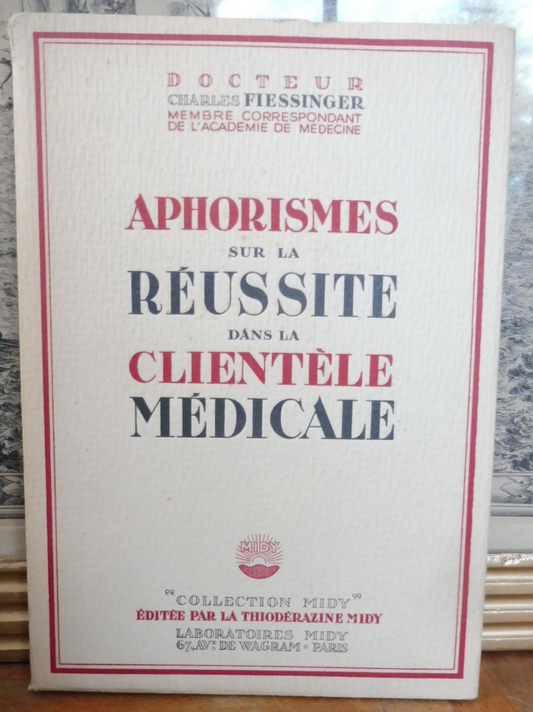 DOCTEUR
CHARLES FIESSINGER
MEMBRE CORRESPONDANT
DE L'ACADÉMIE DE MÉDECINE
APHORISMES
SUR LA
RÉUSSITE
DANS LA
CLIENTÈLE
MÉDICALE
MIDY
"COLLECTION MIDY"
ÉDITÉE PAR LA THIODÉRAZINE MIDY
LABORATOIRES MIDY
67, AVE DE WAGRAM - PARIS